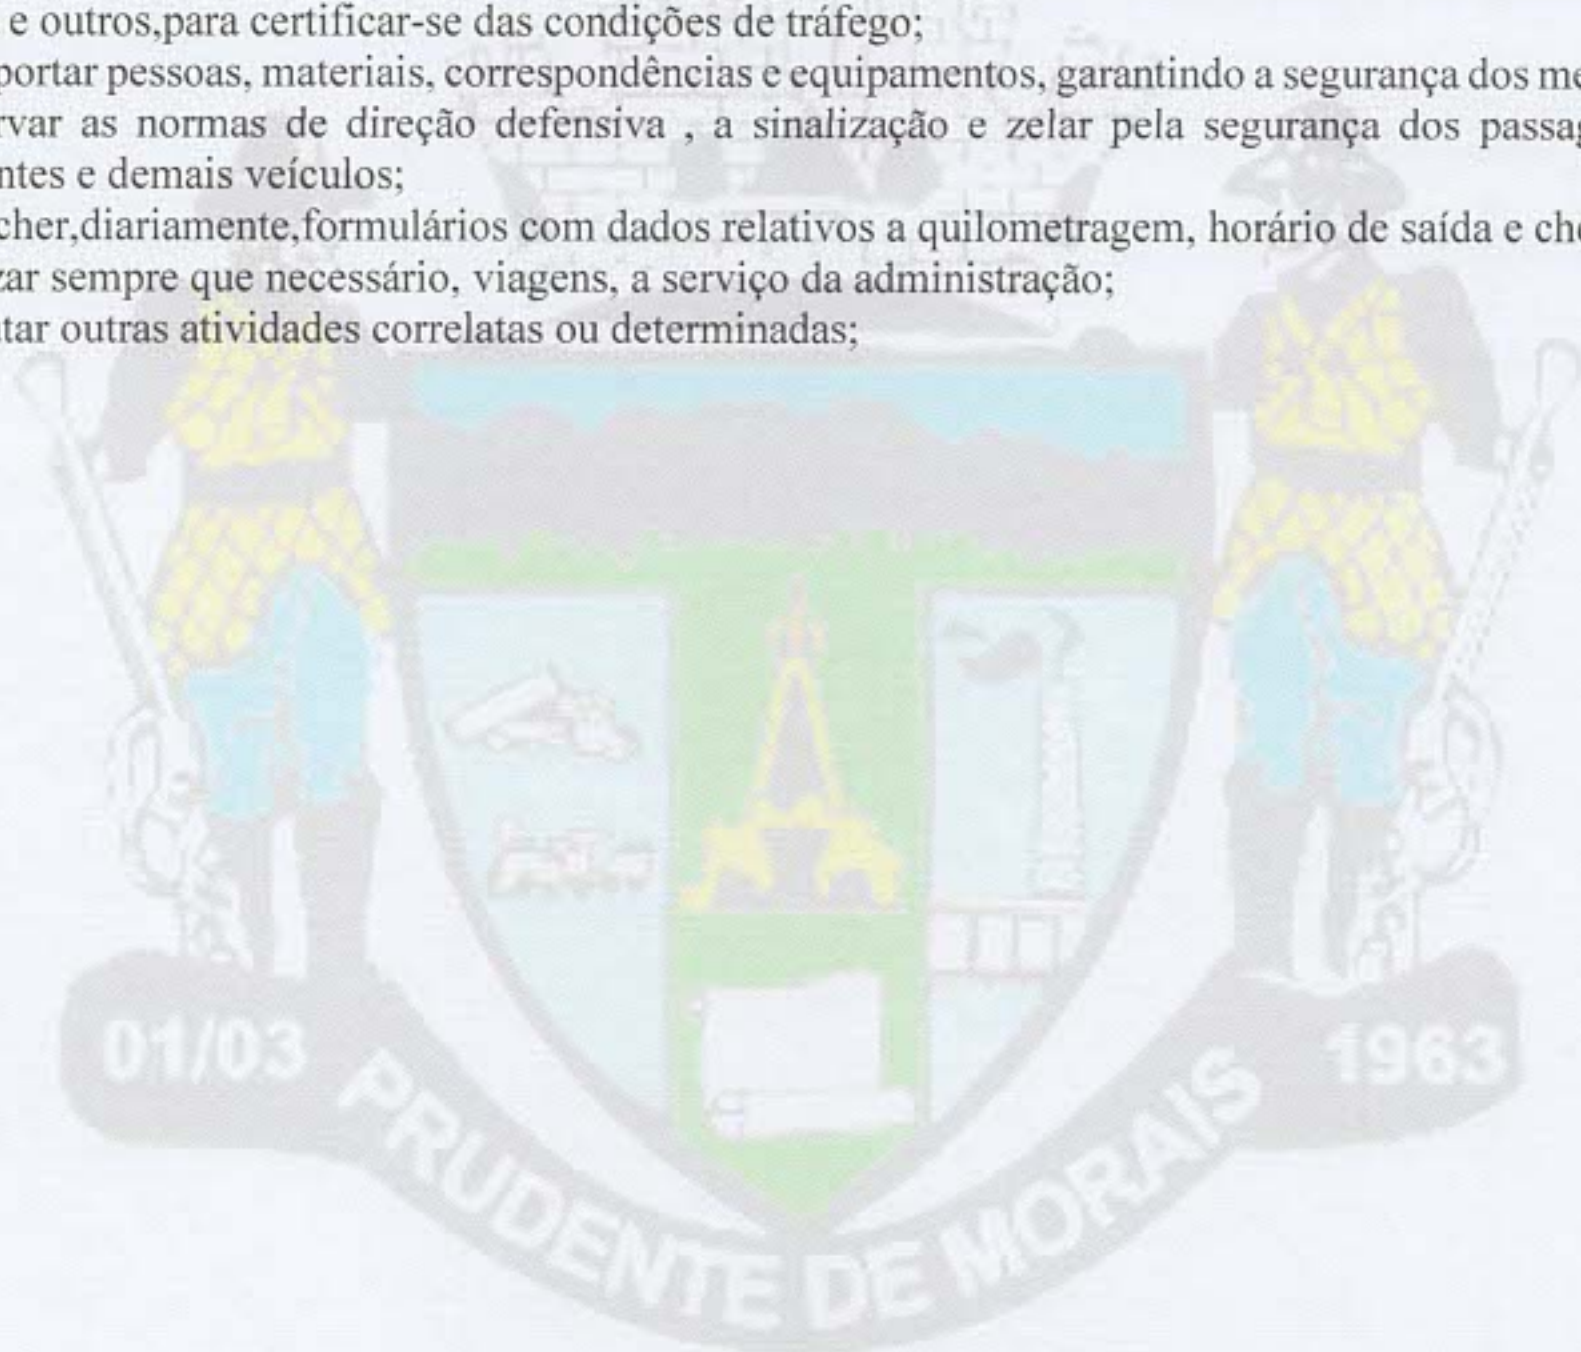 e outros,para certificar-se das condições de tráfego;
portar pessoas, materiais, correspondências e equipamentos, garantindo a segurança dos me
rvar as normas de direção defensiva , a sinalização e zelar pela segurança dos passag
ntes e demais veículos;
cher,diariamente,formulários com dados relativos a quilometragem, horário de saída e che
zar sempre que necessário, viagens, a serviço da administração;
tar outras atividades correlatas ou determinadas;
01/03
PRUDENTE DE MORAIS
1963